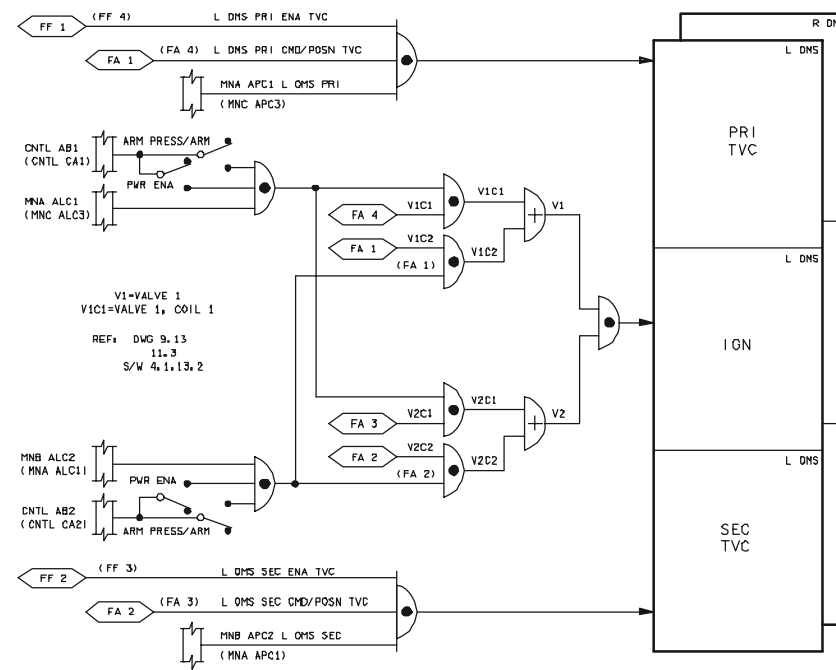 R OM
FF 1 (FF 4) L OMS PRI ENA TVC
L OMS
FA 1 (FA 4) L OMS PRI CMD/POSN TVC
MNA APC1 L OMS PRI
(MNC APC3)
PRI
TVC
CNTL AB1
(CNTL CA1)
ARM PRESS/ARM
PWR ENA
MNA ALC1
(MNC ALC3)
V1C1
FA 4
V1C1
V1
V1C2
FA 1
(FA 1)
V1C2
L OMS
V1=VALVE 1
V1C1=VALVE 1, COIL 1
REF: DWG 9.13
11.3
S/W 4.1.13.2
IGN
V2C1
FA 3
V2C1
V2
V2C2
FA 2
(FA 2)
V2C2
L OMS
MNB ALC2
(MNA ALC1)
PWR ENA
CNTL AB2
(CNTL CA2)
ARM PRESS/ARM
SEC
TVC
FF 2 (FF 3) L OMS SEC ENA TVC
FA 2 (FA 3) L OMS SEC CMD/POSN TVC
MNB APC2 L OMS SEC
(MNA APC1)